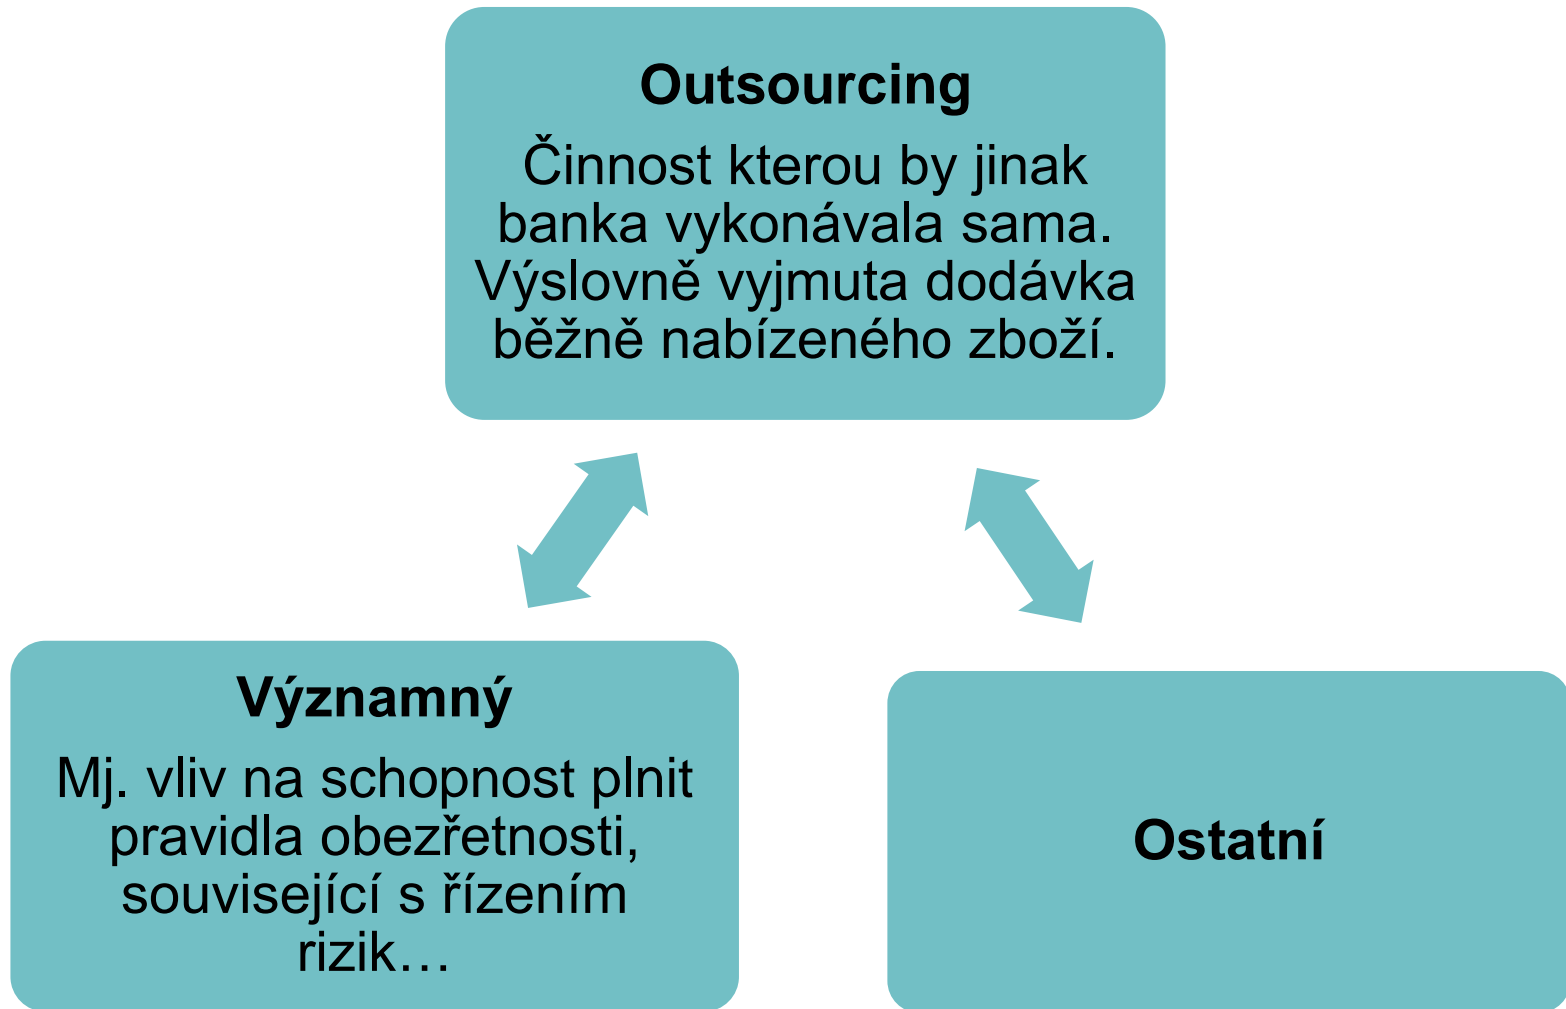 Outsourcing
Činnost kterou by jinak
banka vykonávala sama.
Výslovně vyjmuta dodávka
běžně nabízeného zboží.
Významný
Mj. vliv na schopnost plnit
pravidla obezřetnosti,
související s řízením
rizik…
Ostatní